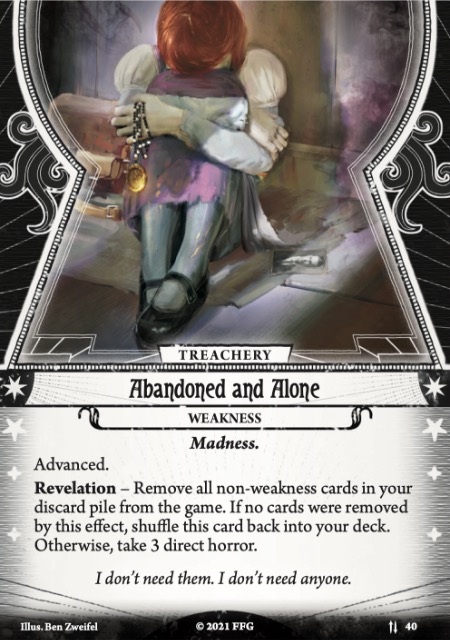 TREACHERY
Abandoned and Alone
WEAKNESS
Madness.
Advanced.
Revelation – Remove all non-weakness cards in your
discard pile from the game. If no cards were removed
by this effect, shuffle this card back into your deck.
Otherwise, take 3 direct horror.
I don't need them. I don't need anyone.
Illus. Ben Zweifel © 2021 FFG 40